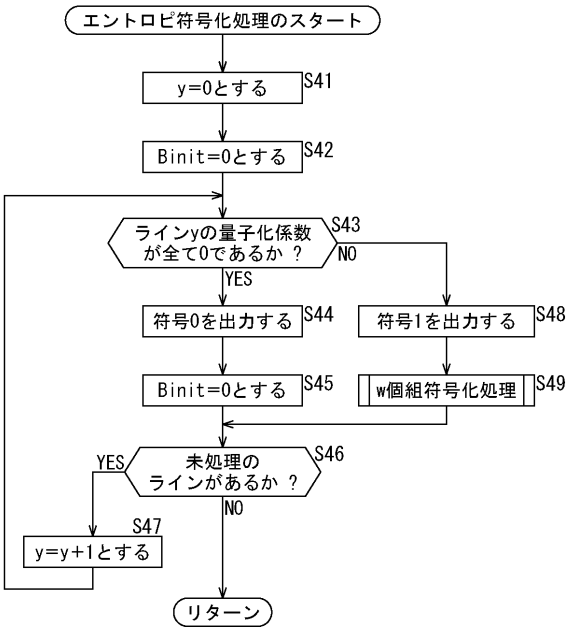 エントロピ符号化処理のスタート
y=0とする
S41
Binit=0とする
S42
ラインyの量子化係数
が全て0であるか ?
S43
NO
YES
符号0を出力する
S44
符号1を出力する
S48
Binit=0とする
S45
w個組符号化処理
S49
未処理の
ラインがあるか ?
S46
YES
NO
y=y+1とする
S47
リターン